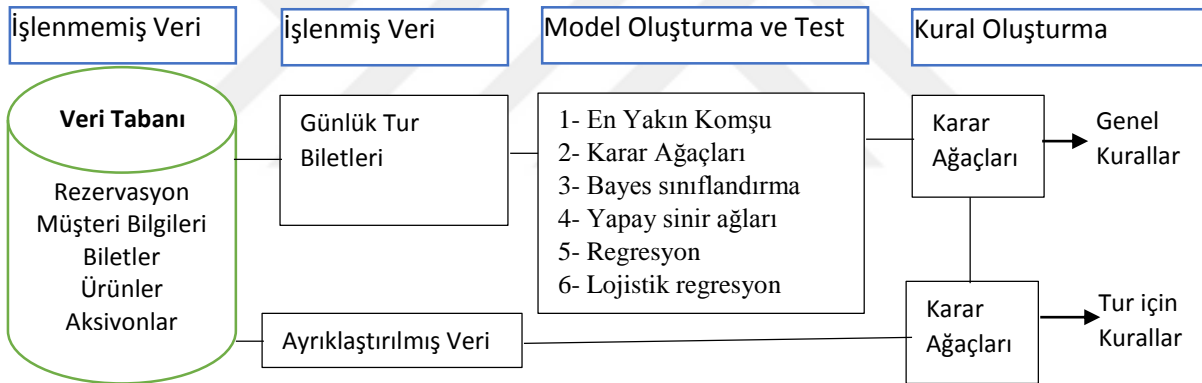 İşlenmemiş Veri
İşlenmiş Veri
Model Oluşturma ve Test
Kural Oluşturma
Veri Tabanı
Rezervasyon
Müşteri Bilgileri
Biletler
Ürünler
Aksivonlar
Günlük Tur
Biletleri
Ayrıklaştırılmış Veri
1- En Yakın Komşu
2- Karar Ağaçları
3- Bayes sınıflandırma
4- Yapay sinir ağları
5- Regresyon
6- Lojistik regresyon
Karar
Ağaçları
Genel
Kurallar
Karar
Ağaçları
Tur için
Kurallar